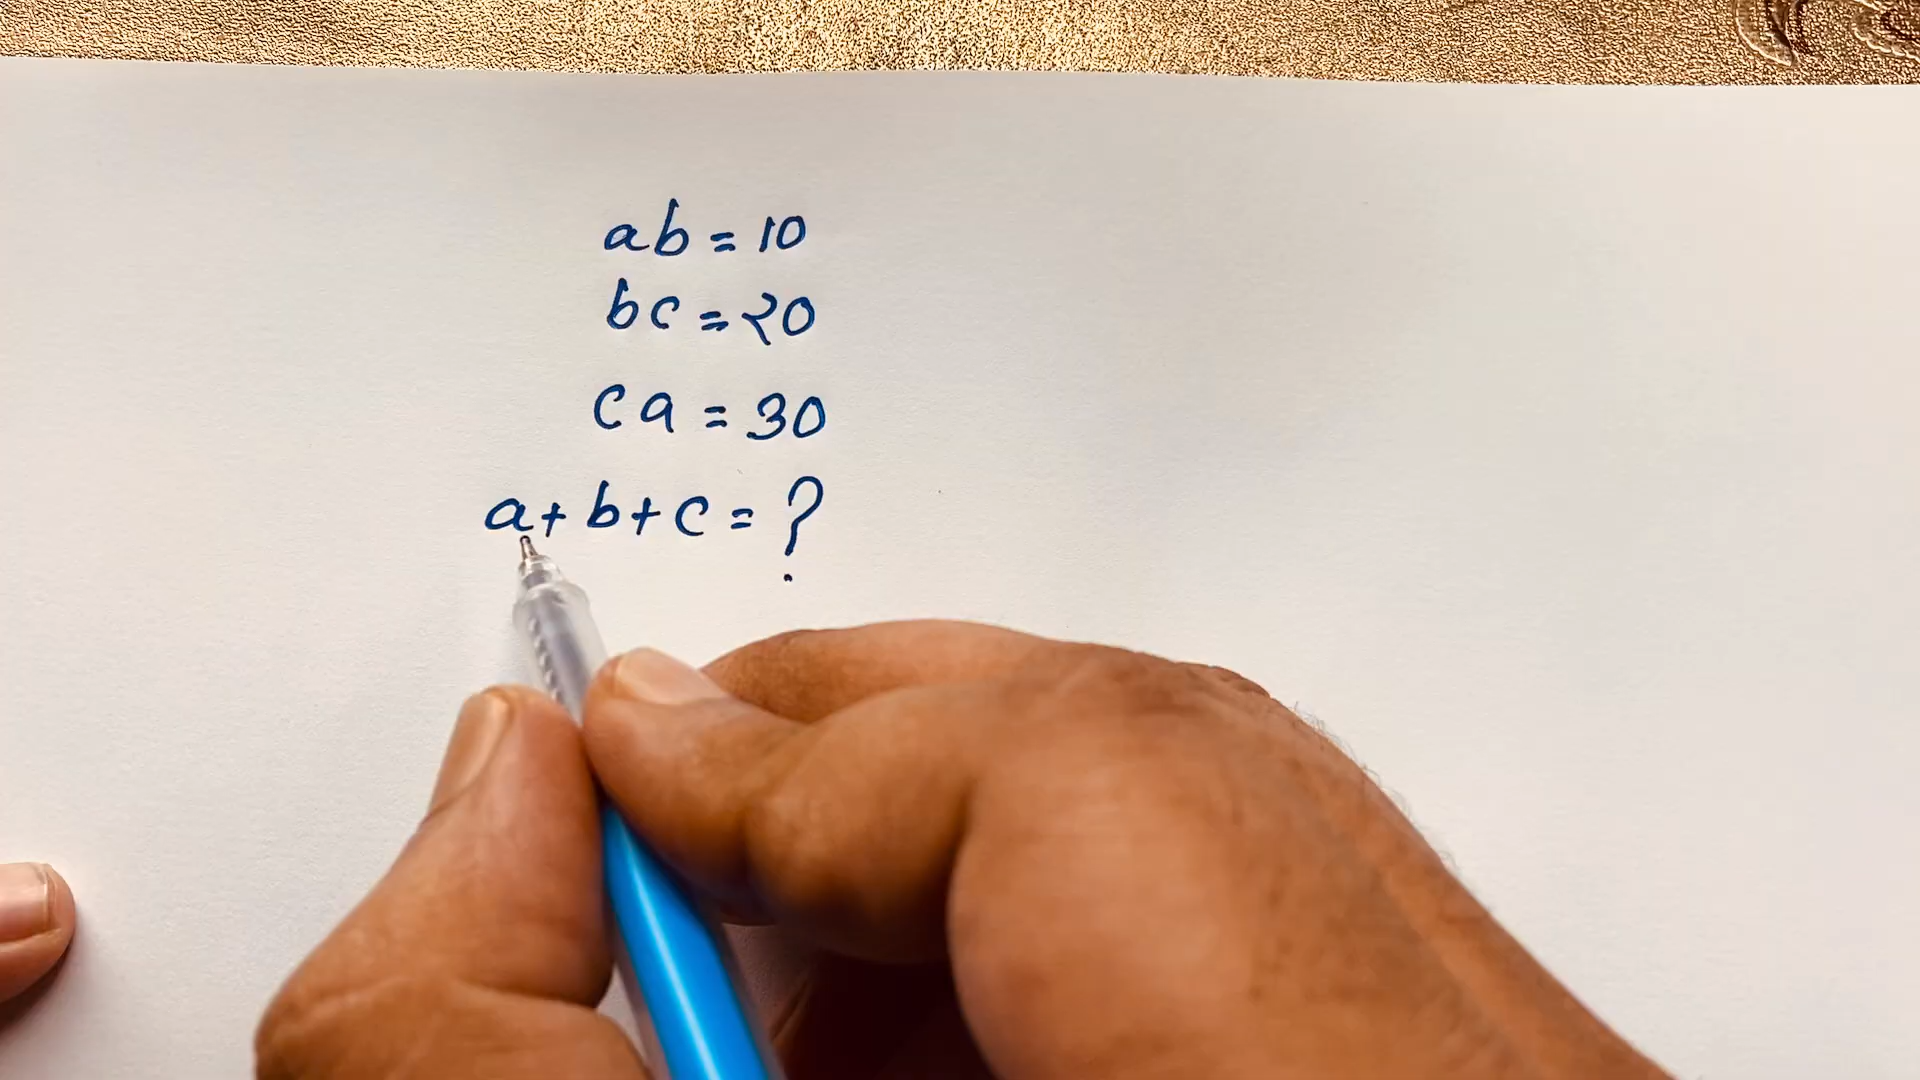 ab = 10
bc = 20
ca = 30
a + b + c = ?